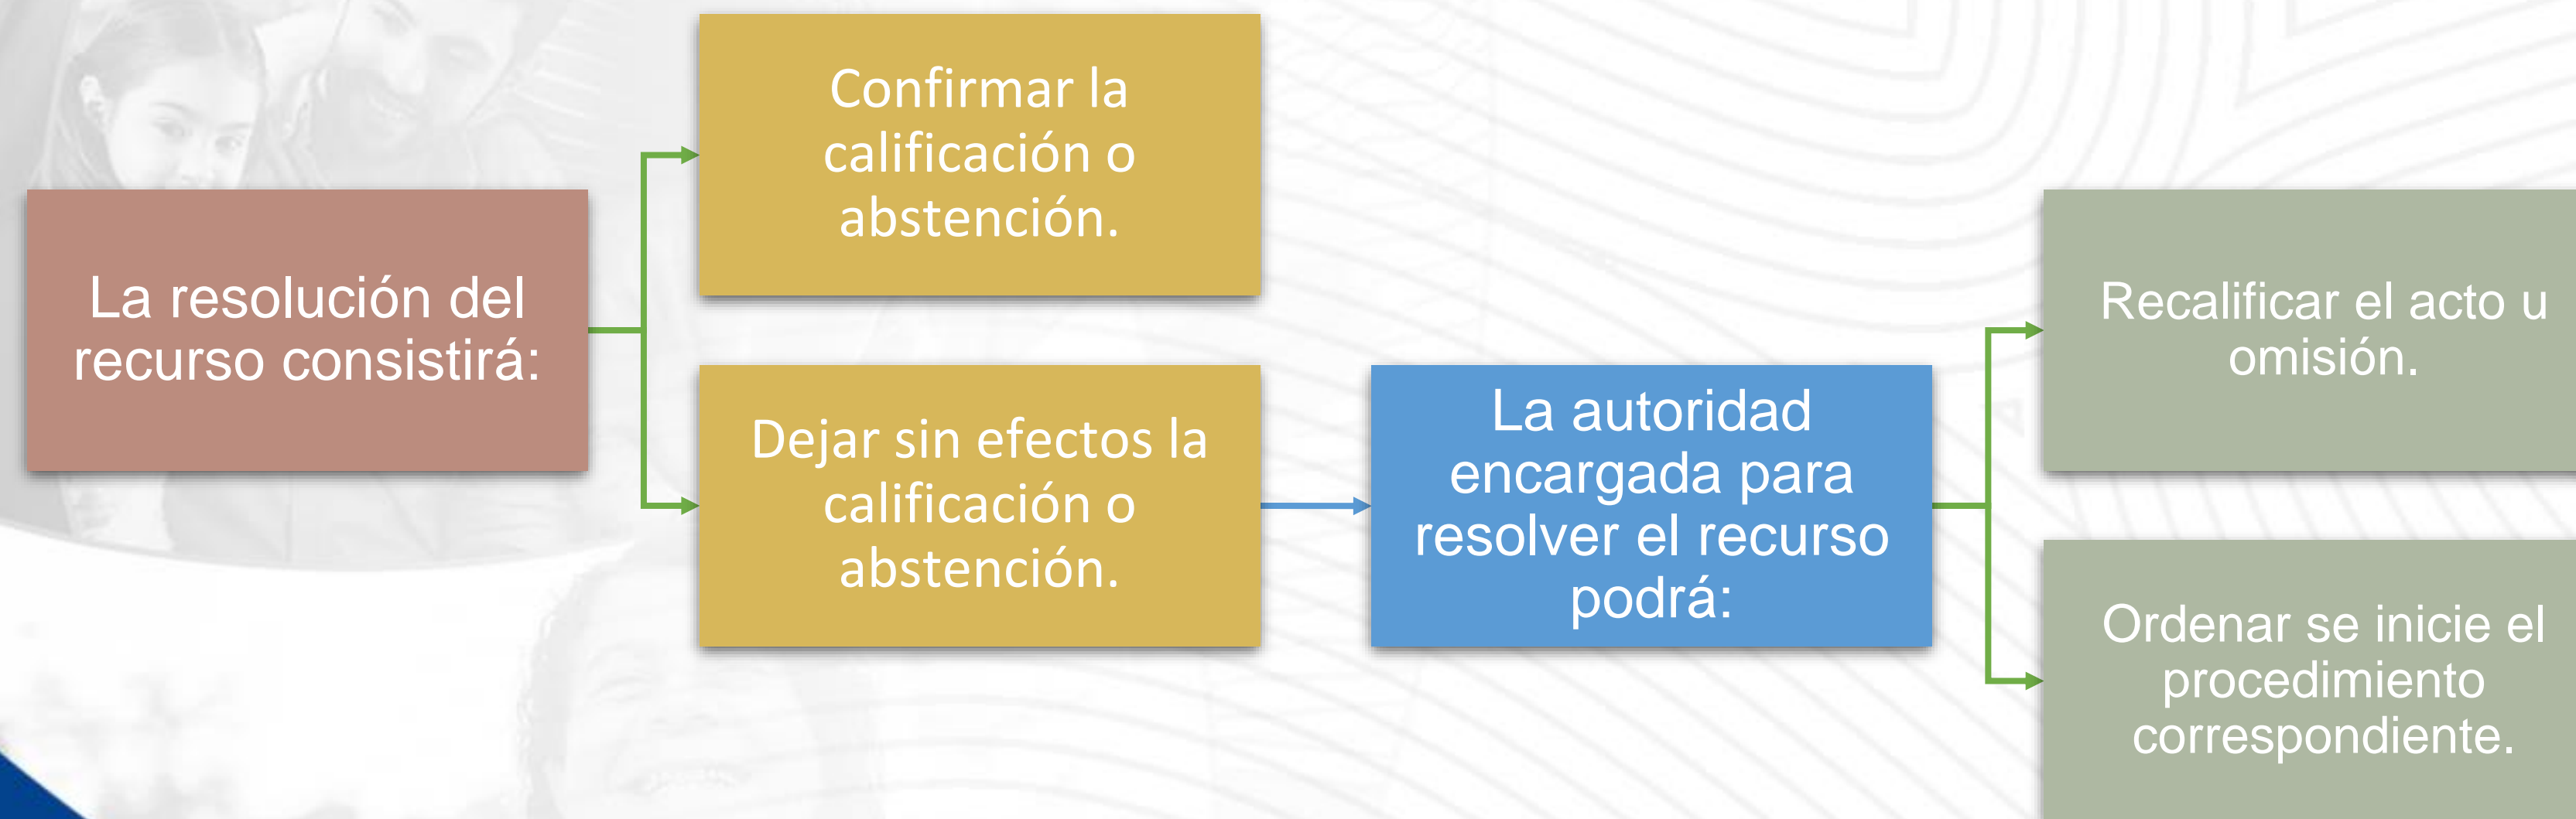 La resolución del
recurso consistirá:
Confirmar la
calificación o
abstención.
Dejar sin efectos la
calificación o
abstención.
La autoridad
encargada para
resolver el recurso
podrá:
Recalificar el acto u
omisión.
Ordenar se inicie el
procedimiento
correspondiente.